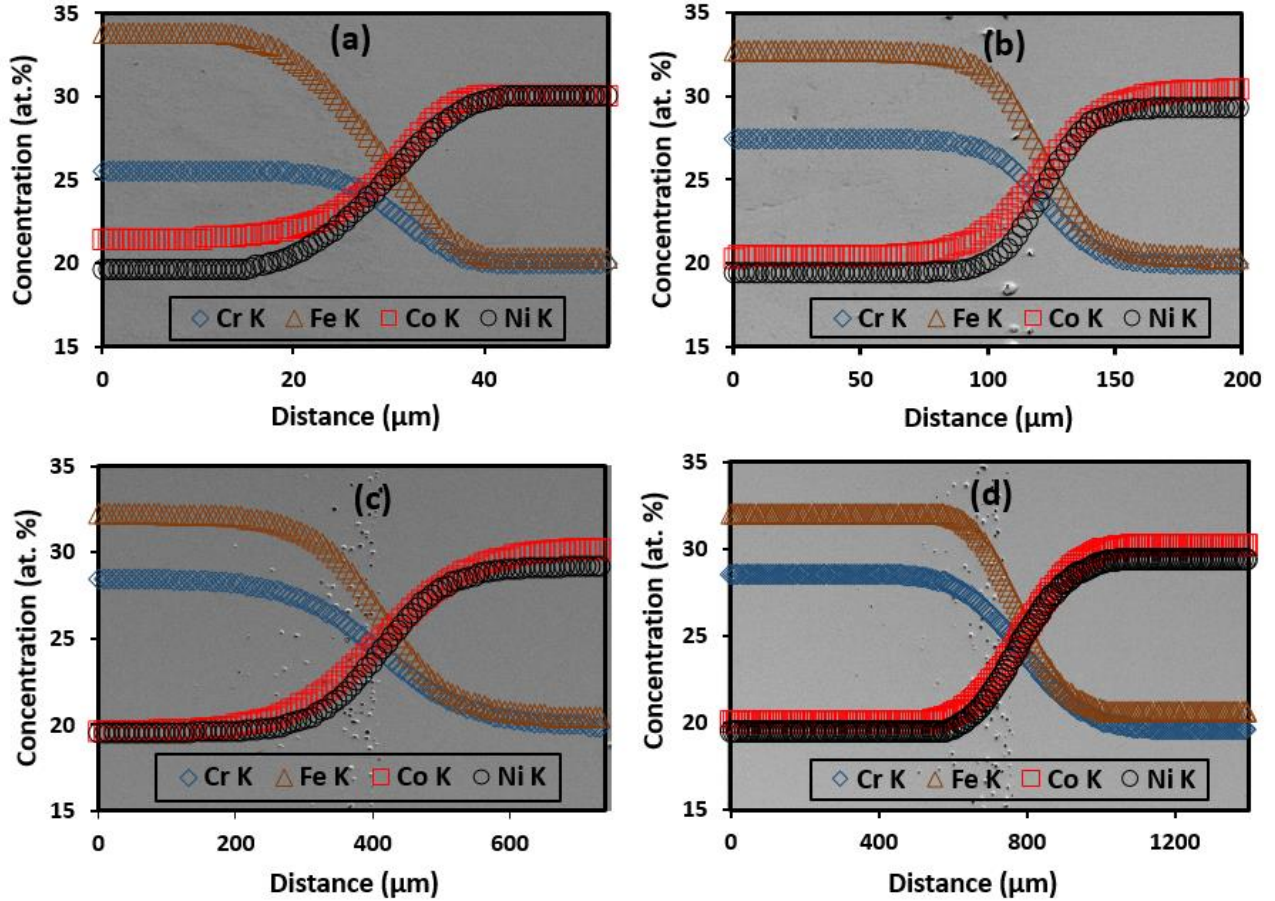 35
30
25
20
15
Concentration (at. %)
(a)
Cr K Fe K Co K Ni K
0 20 40
Distance (µm)
35
30
25
20
15
Concentration (at. %)
(b)
Cr K Fe K Co K Ni K
0 50 100 150 200
Distance (µm)
35
30
25
20
15
Concentration (at. %)
(c)
Cr K Fe K Co K Ni K
0 200 400 600
Distance (µm)
35
30
25
20
15
Concentration (at. %)
(d)
Cr K Fe K Co K Ni K
0 400 800 1200
Distance (µm)